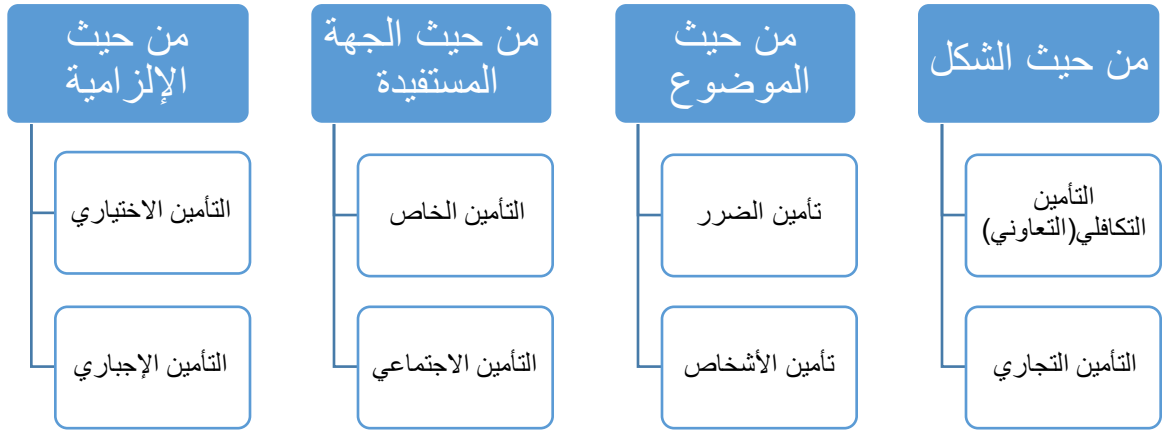 من حيث الشكل
التأمين
التكافلي(التعاوني)
التأمين التجاري
من حيث
الموضوع
تأمين الضرر
تأمين الأشخاص
من حيث الجهة
المستفيدة
التأمين الخاص
التأمين الاجتماعي
من حيث
الإلزامية
التأمين الاختياري
التأمين الإجباري